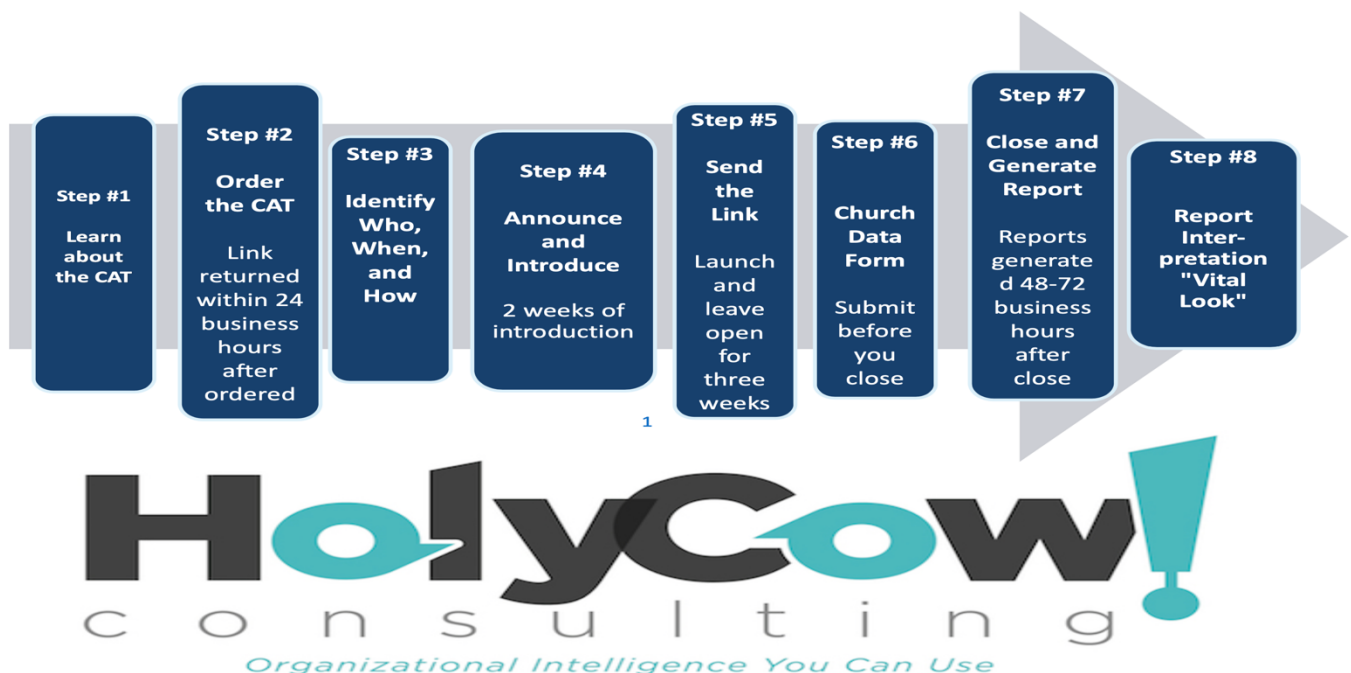 Step #1
Learn
about
the CAT
Step #2
Order
the CAT
Link
returned
within 24
business
hours
after
ordered
Step #3
Identify
Who,
When,
and
How
Step #4
Announce
and
Introduce
2 weeks of
introduction
Step #5
Send
the
Link
Launch
and
leave
open
for
three
weeks
Step #6
Church
Data
Form
Submit
before
you
close
Step #7
Close and
Generate
Report
Reports
generate
d 48-72
business
hours
after
close
Step #8
Report
Inter-
pretation
"Vital
Look"
1
HolyCow!
consulting
Organizational Intelligence You Can Use